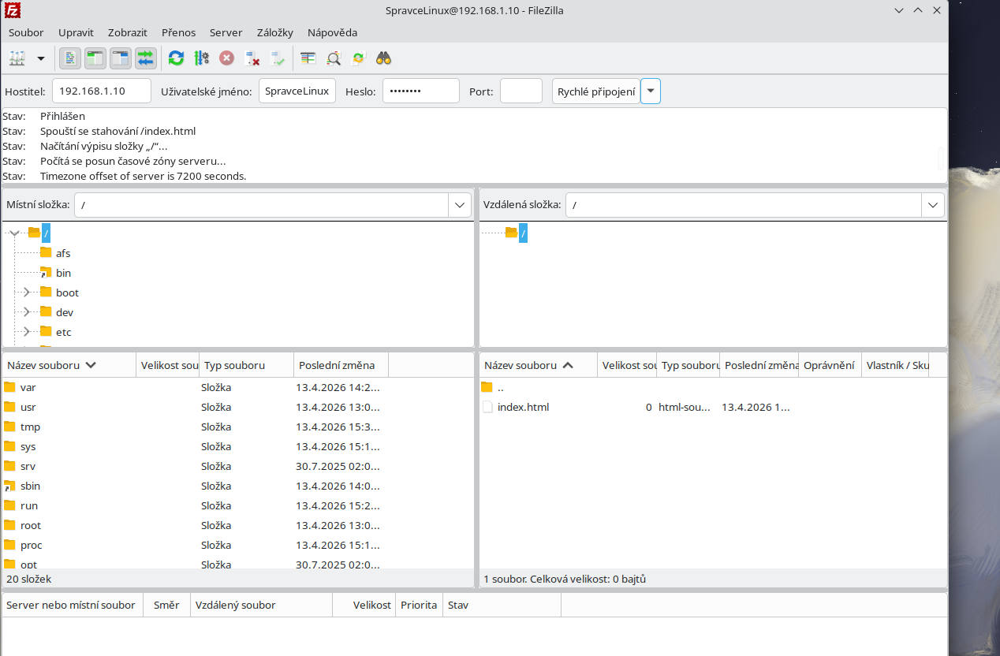 SpravceLinux@192.168.1.10 - FileZilla
Soubor Upravit Zobrazit Přenos Server Záložky Nápověda
Hostitel: 192.168.1.10 Uživatelské jméno: SpravceLinux Heslo: •••••••• Port: Rychlé připojení
Stav: Přihlášen
Stav: Spouští se stahování /index.html
Stav: Načítání výpisu složky „/“...
Stav: Počítá se posun časové zóny serveru...
Stav: Timezone offset of server is 7200 seconds.
Místní složka: /
/
afs
bin
boot
dev
etc
Název souboru Velikost sou Typ souboru Poslední změna
var Složka 13.4.2026 14:2...
usr Složka 13.4.2026 13:0...
tmp Složka 13.4.2026 15:3...
sys Složka 13.4.2026 15:1...
srv Složka 30.7.2025 02:0...
sbin Složka 13.4.2026 14:0...
run Složka 13.4.2026 15:2...
root Složka 13.4.2026 13:0...
proc Složka 13.4.2026 15:1...
opt Složka 30.7.2025 02:0...
20 složek
Vzdálená složka: /
/
Název souboru Velikost sou Typ souboru Poslední změna Oprávnění Vlastník / Sku
..
index.html 0 html-sou... 13.4.2026 1...
1 soubor. Celková velikost: 0 bajtů
Server nebo místní soubor Směr Vzdálený soubor Velikost Priorita Stav